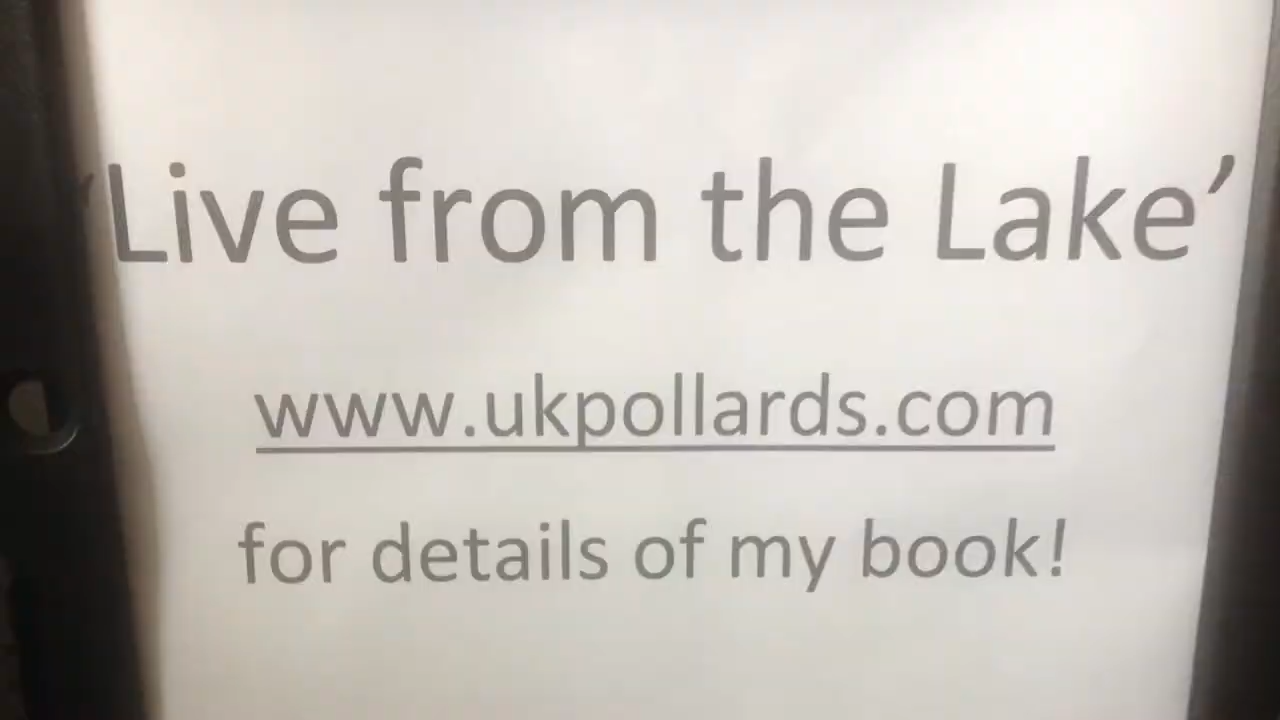 ‘Live from the Lake’
www.ukpollards.com
for details of my book!